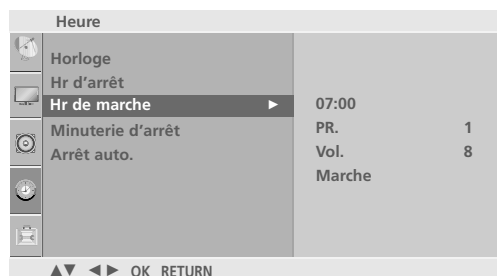 Heure
Horloge
Hr d'arrêt
Hr de marche ►
Minuterie d'arrêt
Arrêt auto.
07:00
PR. 1
Vol. 8
Marche
▲▼ ◄► OK RETURN